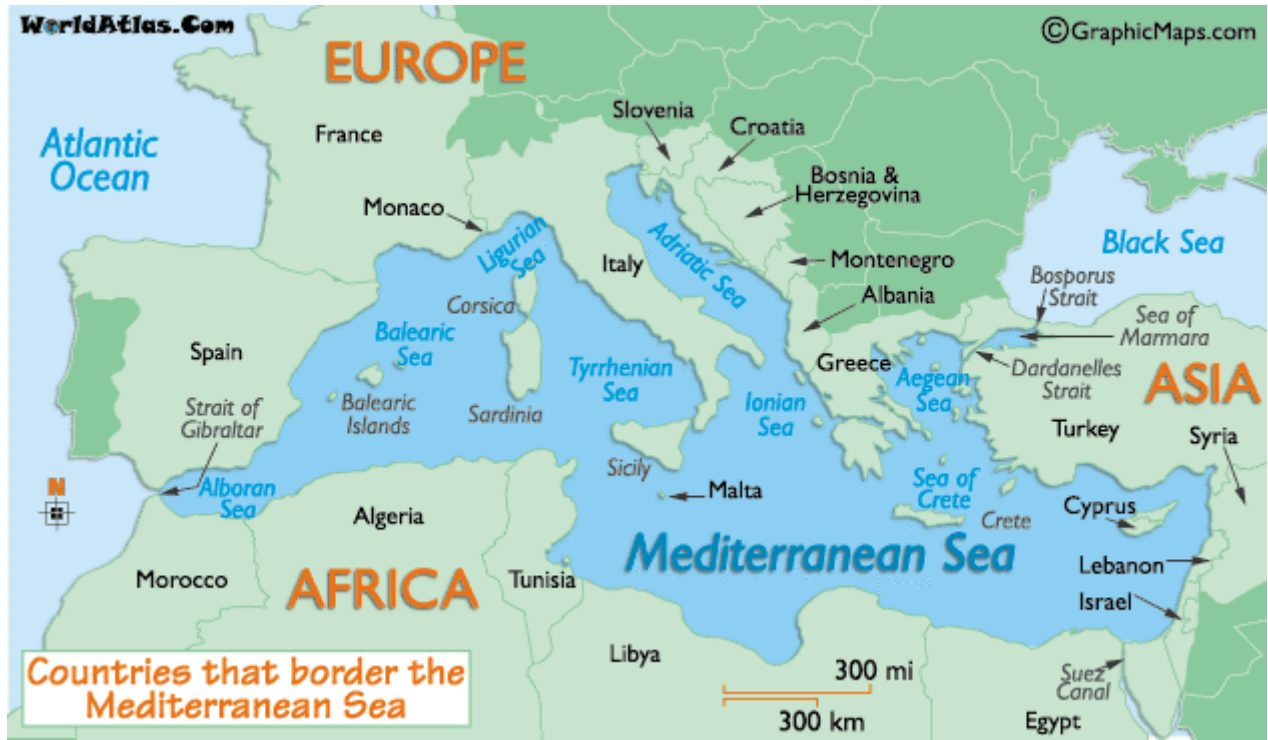 WorldAtlas.Com
©GraphicMaps.com
EUROPE
Slovenia
Croatia
France
Atlantic
Ocean
Bosnia &
Herzegovina
Monaco
Ligurian
Sea
Adriatic Sea
Black Sea
Italy
Montenegro
Bosporus
Strait
Albania
Corsica
Sea of
Marmara
Balearic
Sea
Spain
Tyrrhenian
Sea
Greece
Aegean
Sea
Dardanelles
Strait
ASIA
Strait of
Gibraltar
Balearic
Islands
Sardinia
Ionian
Sea
Turkey
Syria
Sicily
N
Alboran
Sea
Malta
Sea of
Crete
Crete
Cyprus
Algeria
Mediterranean Sea
Lebanon
Morocco
AFRICA
Tunisia
Israel
Libya
Countries that border the
Mediterranean Sea
300 mi
300 km
Suez
Canal
Egypt